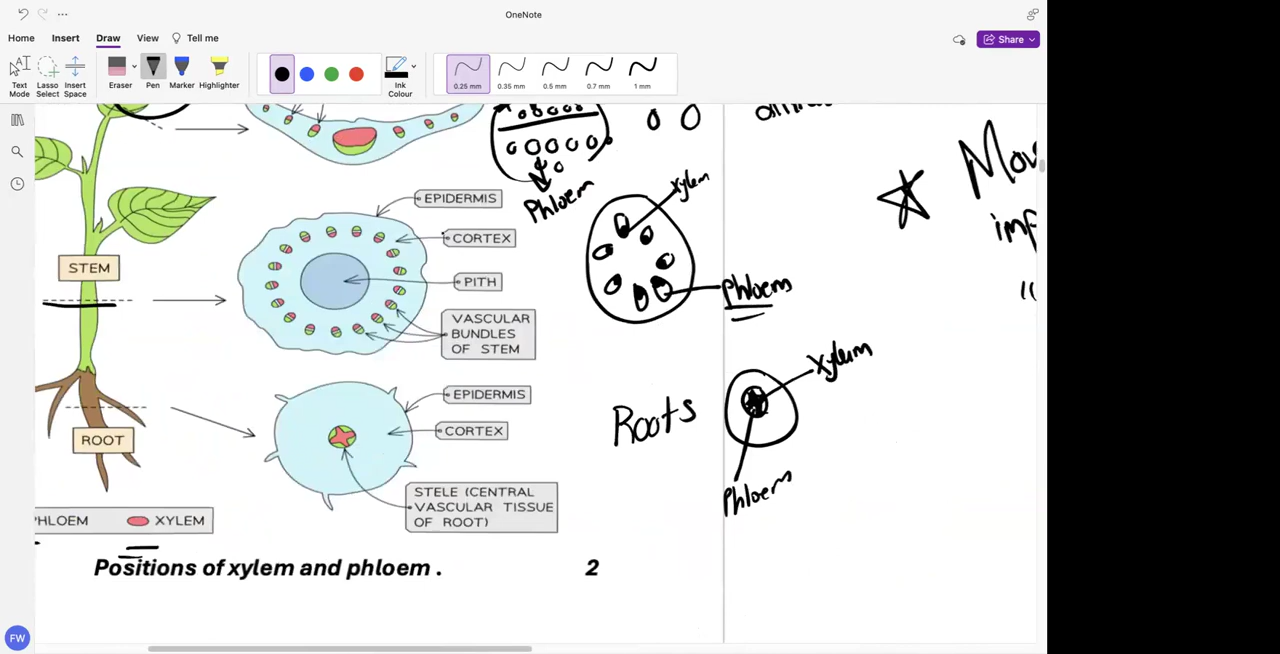 OneNote
Home Insert Draw View Tell me
Share
Text Mode
Lasso Select
Insert Space
Eraser
Pen
Marker
Highlighter
0.25 mm
0.35 mm
0.5 mm
0.7 mm
1 mm
Ink Colour
Phloem
EPIDERMIS
CORTEX
PITH
VASCULAR
BUNDLES
OF STEM
STEM
xylem
Phloem
Mov
imp
Xylem
Roots
Phloem
EPIDERMIS
CORTEX
ROOT
STELE (CENTRAL
VASCULAR TISSUE
OF ROOT)
PHLOEM XYLEM
Positions of xylem and phloem . 2
FW